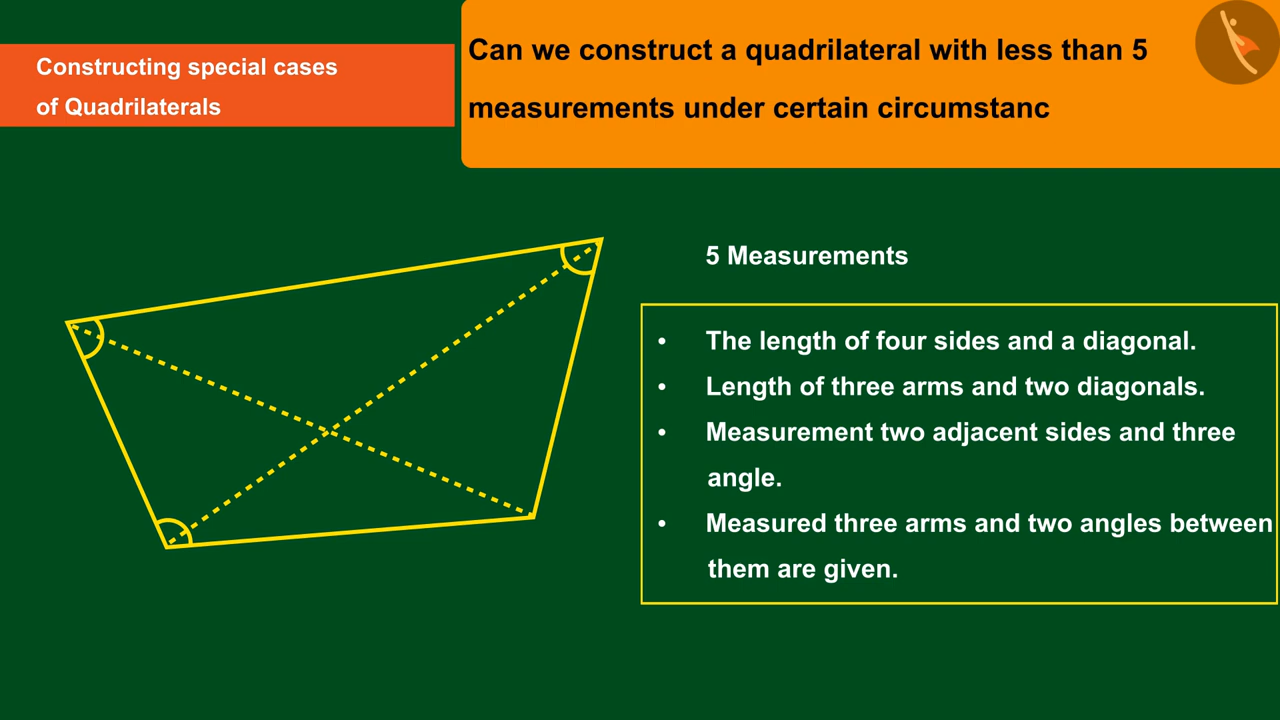 Constructing special cases
of Quadrilaterals
Can we construct a quadrilateral with less than 5
measurements under certain circumstanc
5 Measurements
• The length of four sides and a diagonal.
• Length of three arms and two diagonals.
• Measurement two adjacent sides and three
angle.
• Measured three arms and two angles between
them are given.